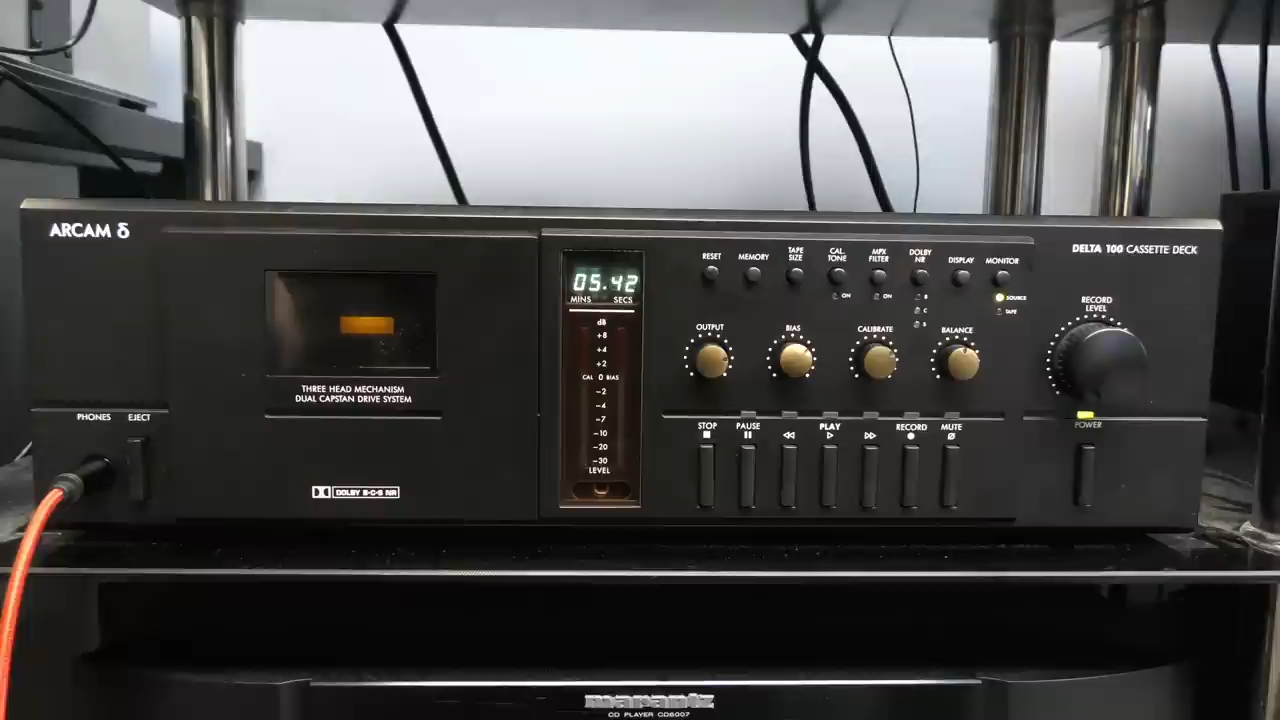 ARCAM δ
DELTA 100 CASSETTE DECK
RESET
MEMORY
TAPE
SIZE
CAL.
TONE
MPX
FILTER
DOLBY
NR
DISPLAY
MONITOR
ON
ON
B
C
S
SOURCE
TAPE
05.42
MINS SECS
dB
+8
+4
+2
CAL 0 BIAS
-2
-4
-7
-10
-20
-30
LEVEL
OUTPUT
BIAS
CALIBRATE
BALANCE
RECORD
LEVEL
THREE HEAD MECHANISM
DUAL CAPSTAN DRIVE SYSTEM
PHONES EJECT
STOP
PAUSE
PLAY
RECORD
MUTE
POWER
DOLBY B-C-S NR
marantz
CD PLAYER CD6007